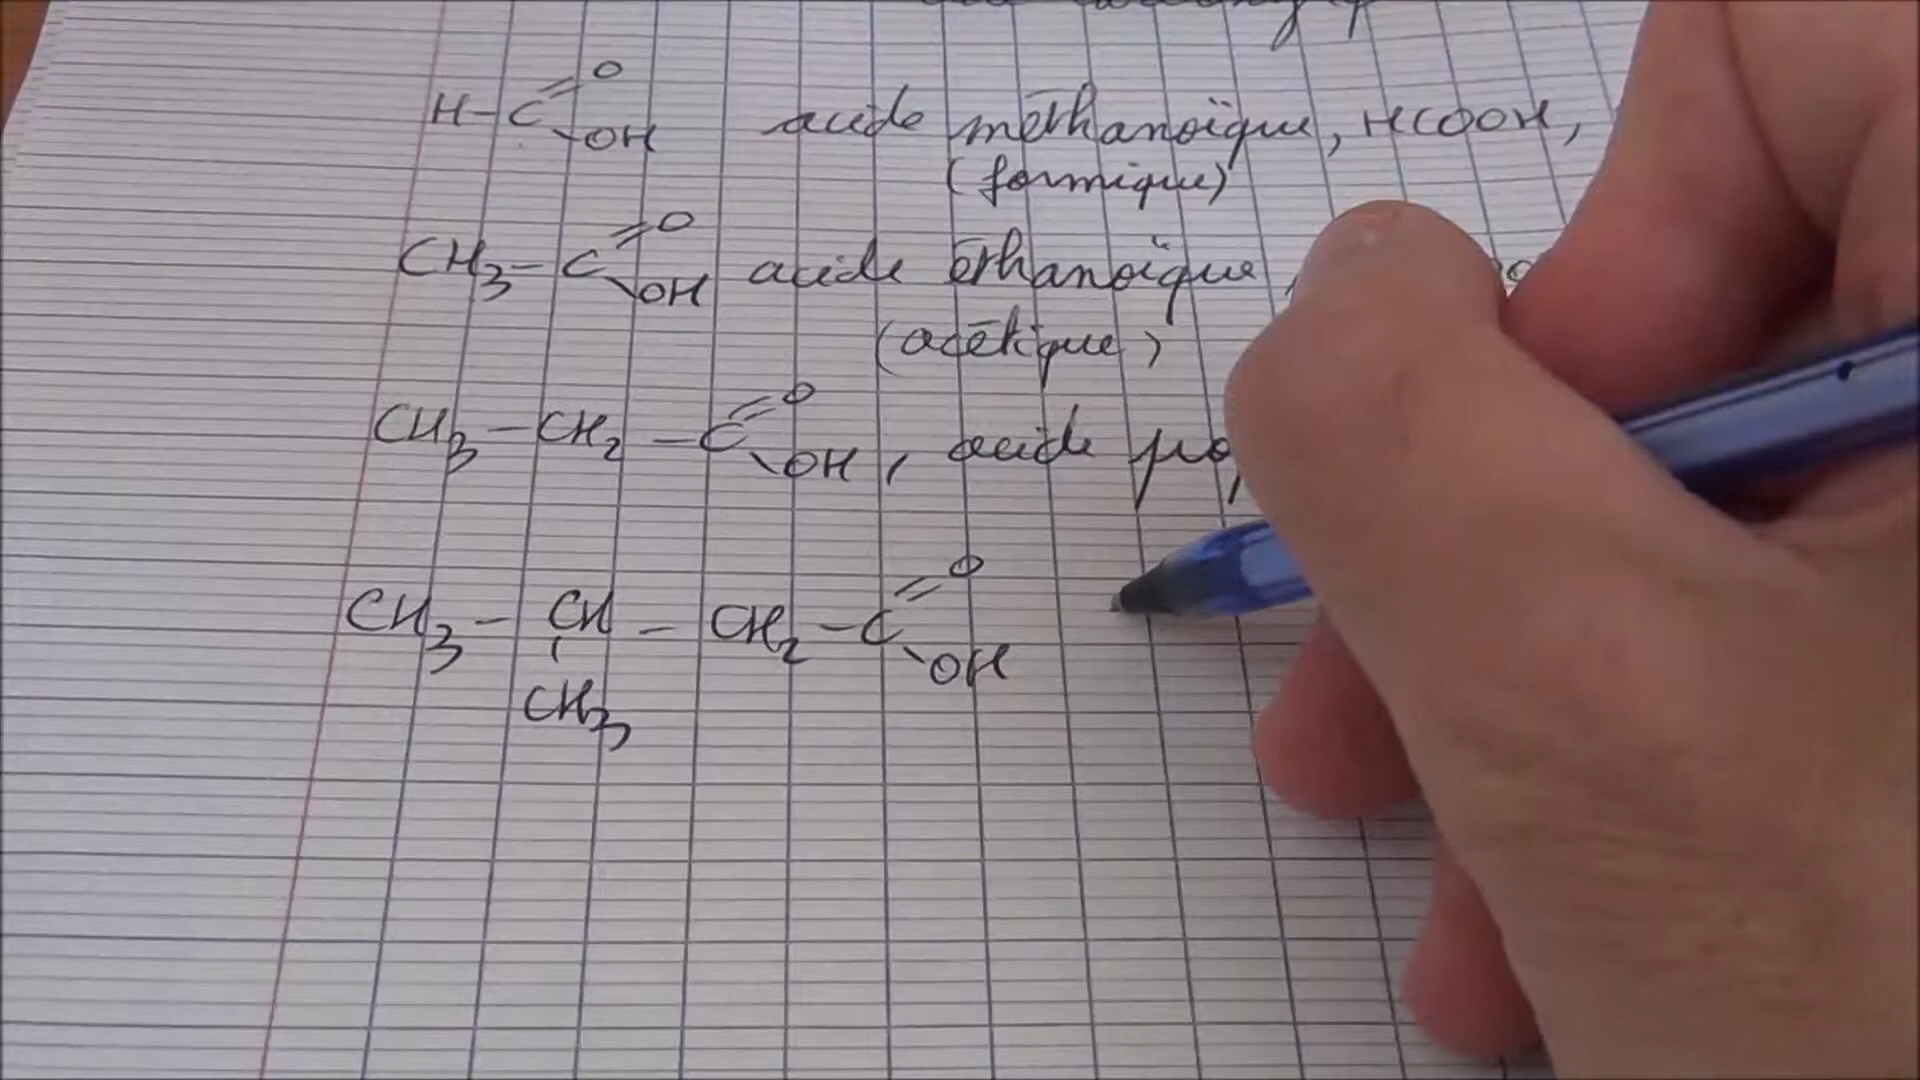 H-C=O
-OH acide méthanoïque, HCOOH,
(formique)
CH3-C=O
-OH acide éthanoïque,
(acétique)
CH3-CH2-C=O
-OH, acide
CH3-CH-CH2-C=O
-OH
CH3